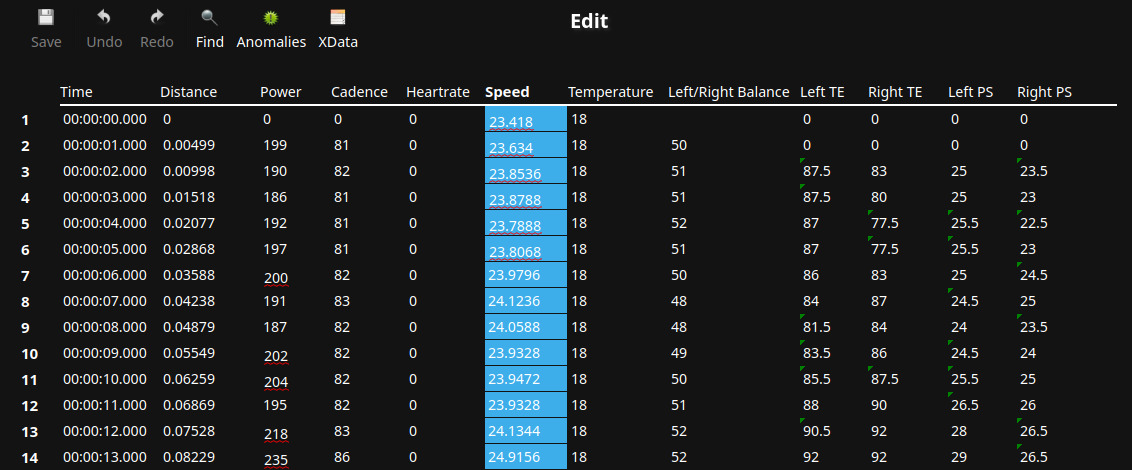 Edit
Save Undo Redo Find Anomalies XData
Time Distance Power Cadence Heartrate Speed Temperature Left/Right Balance Left TE Right TE Left PS Right PS
1 00:00:00.000 0 0 0 0 23.418 18 0 0 0 0
2 00:00:01.000 0.00499 199 81 0 23.634 18 50 0 0 0 0
3 00:00:02.000 0.00998 190 82 0 23.8536 18 51 87.5 83 25 23.5
4 00:00:03.000 0.01518 186 81 0 23.8788 18 51 87.5 80 25 23
5 00:00:04.000 0.02077 192 81 0 23.7888 18 52 87 77.5 25.5 22.5
6 00:00:05.000 0.02868 197 81 0 23.8068 18 51 87 77.5 25.5 23
7 00:00:06.000 0.03588 200 82 0 23.9796 18 50 86 83 25 24.5
8 00:00:07.000 0.04238 191 83 0 24.1236 18 48 84 87 24.5 25
9 00:00:08.000 0.04879 187 82 0 24.0588 18 48 81.5 84 24 23.5
10 00:00:09.000 0.05549 202 82 0 23.9328 18 49 83.5 86 24.5 24
11 00:00:10.000 0.06259 204 82 0 23.9472 18 50 85.5 87.5 25.5 25
12 00:00:11.000 0.06869 195 82 0 23.9328 18 51 88 90 26.5 26
13 00:00:12.000 0.07528 218 83 0 24.1344 18 52 90.5 92 28 26.5
14 00:00:13.000 0.08229 235 86 0 24.9156 18 52 92 92 29 26.5